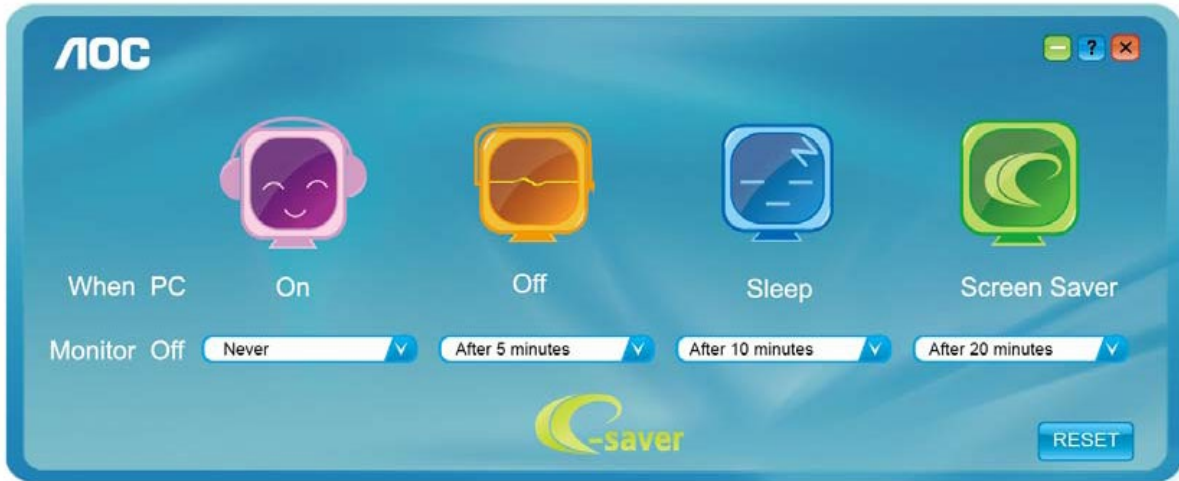 AOC
?
When PC On Off Sleep Screen Saver
Monitor Off Never After 5 minutes After 10 minutes After 20 minutes
e-saver
RESET